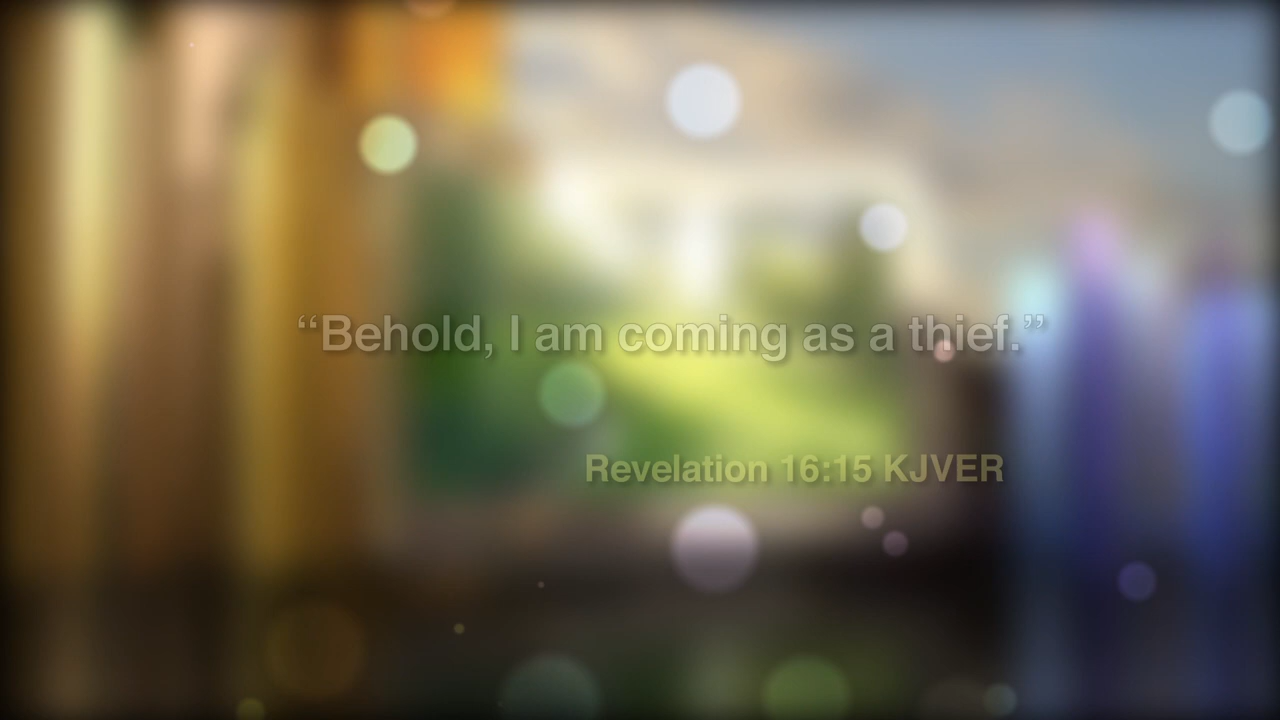 “Behold, I am coming as a thief.”
Revelation 16:15 KJVER